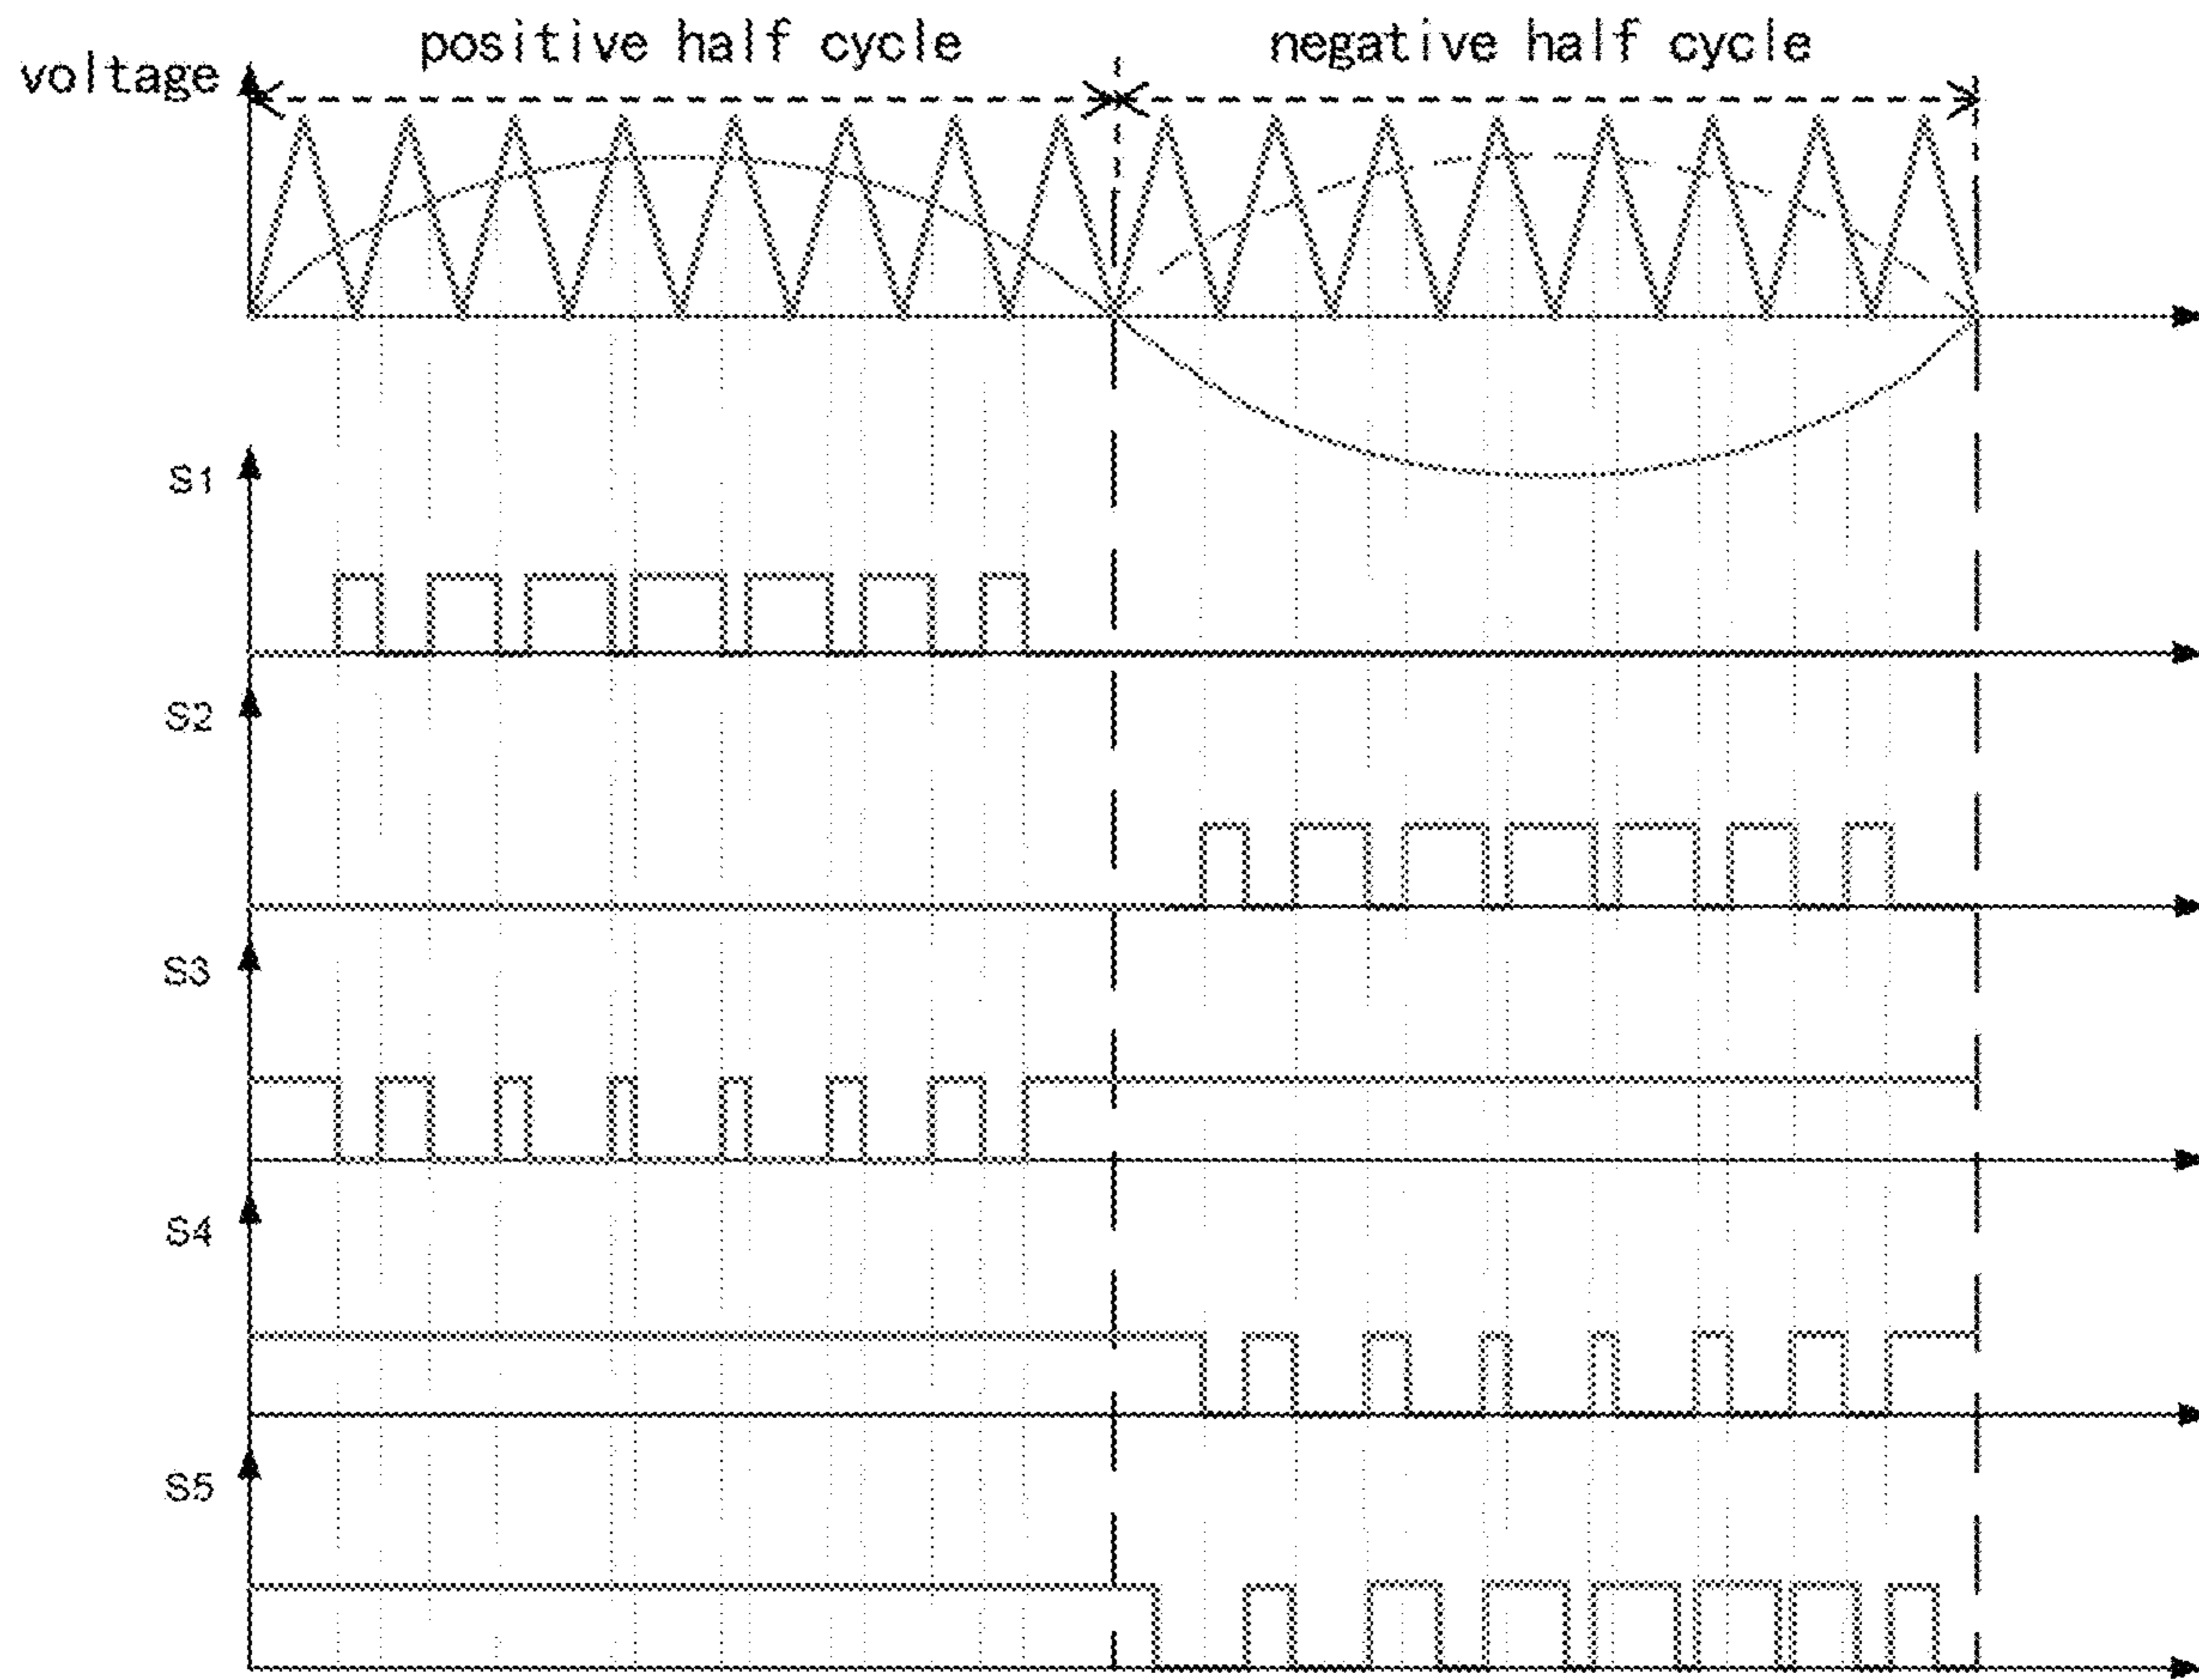 positive half cycle
negative half cycle
voltage
S1
S2
S3
S4
S5